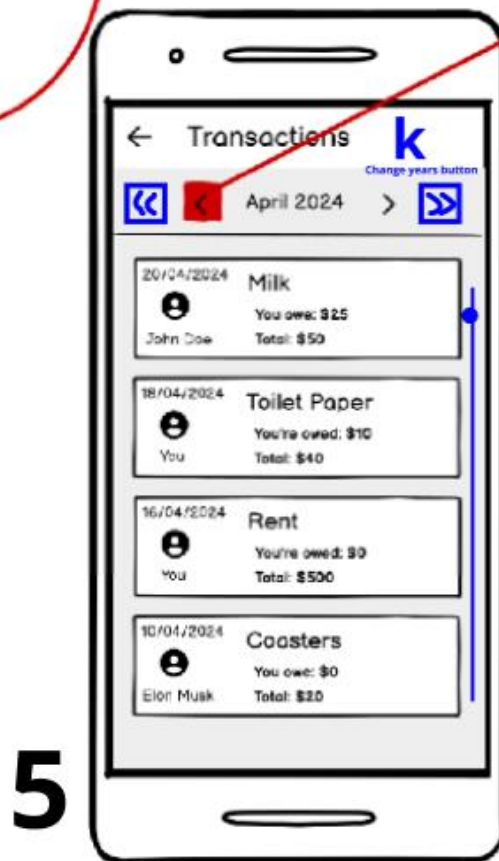 ← Transactions
k
Change years button
<< < April 2024 > >>
20/04/2024
Milk
You owe: $25
John Doe
Total: $50
18/04/2024
Toilet Paper
You're owed: $10
You
Total: $40
16/04/2024
Rent
You're owed: $0
You
Total: $500
10/04/2024
Coasters
You owe: $0
Elon Musk
Total: $20
5